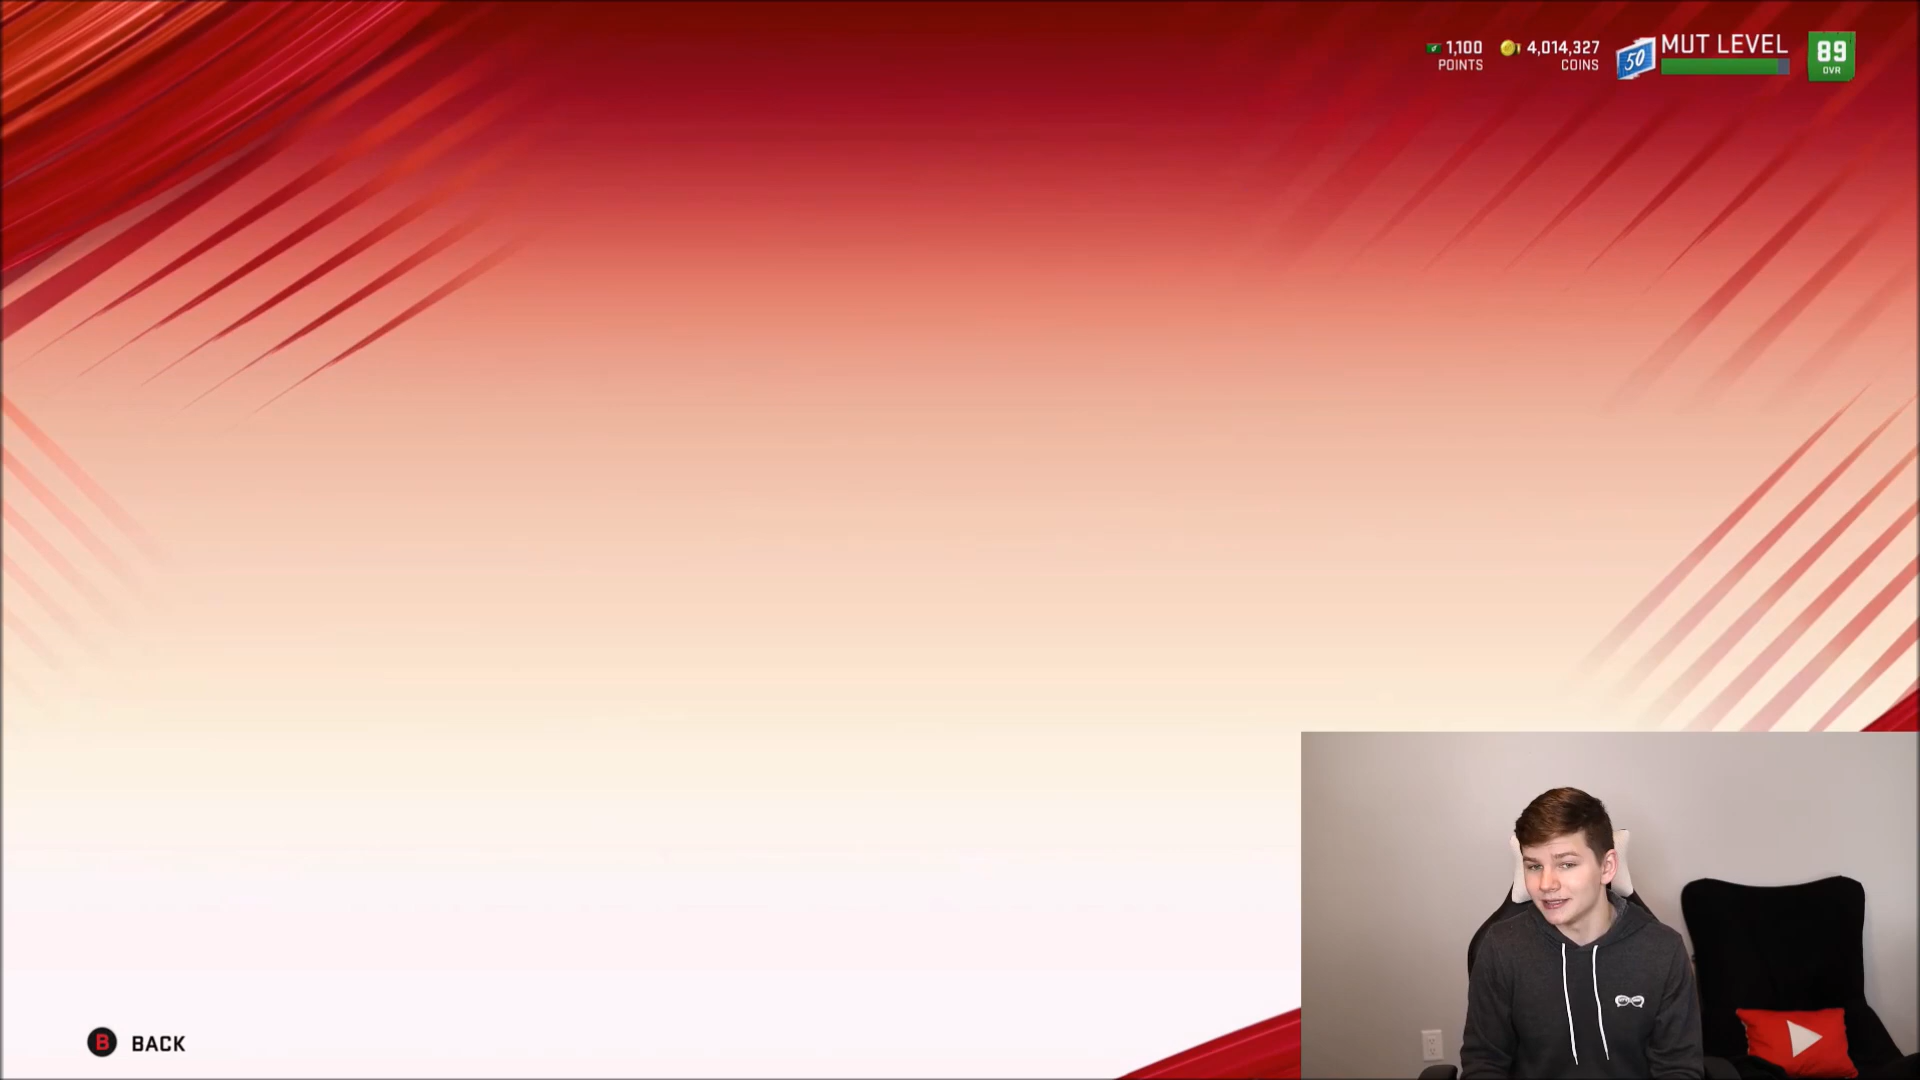 1,100
POINTS
4,014,327
COINS
50
MUT LEVEL
89
OVR
B BACK